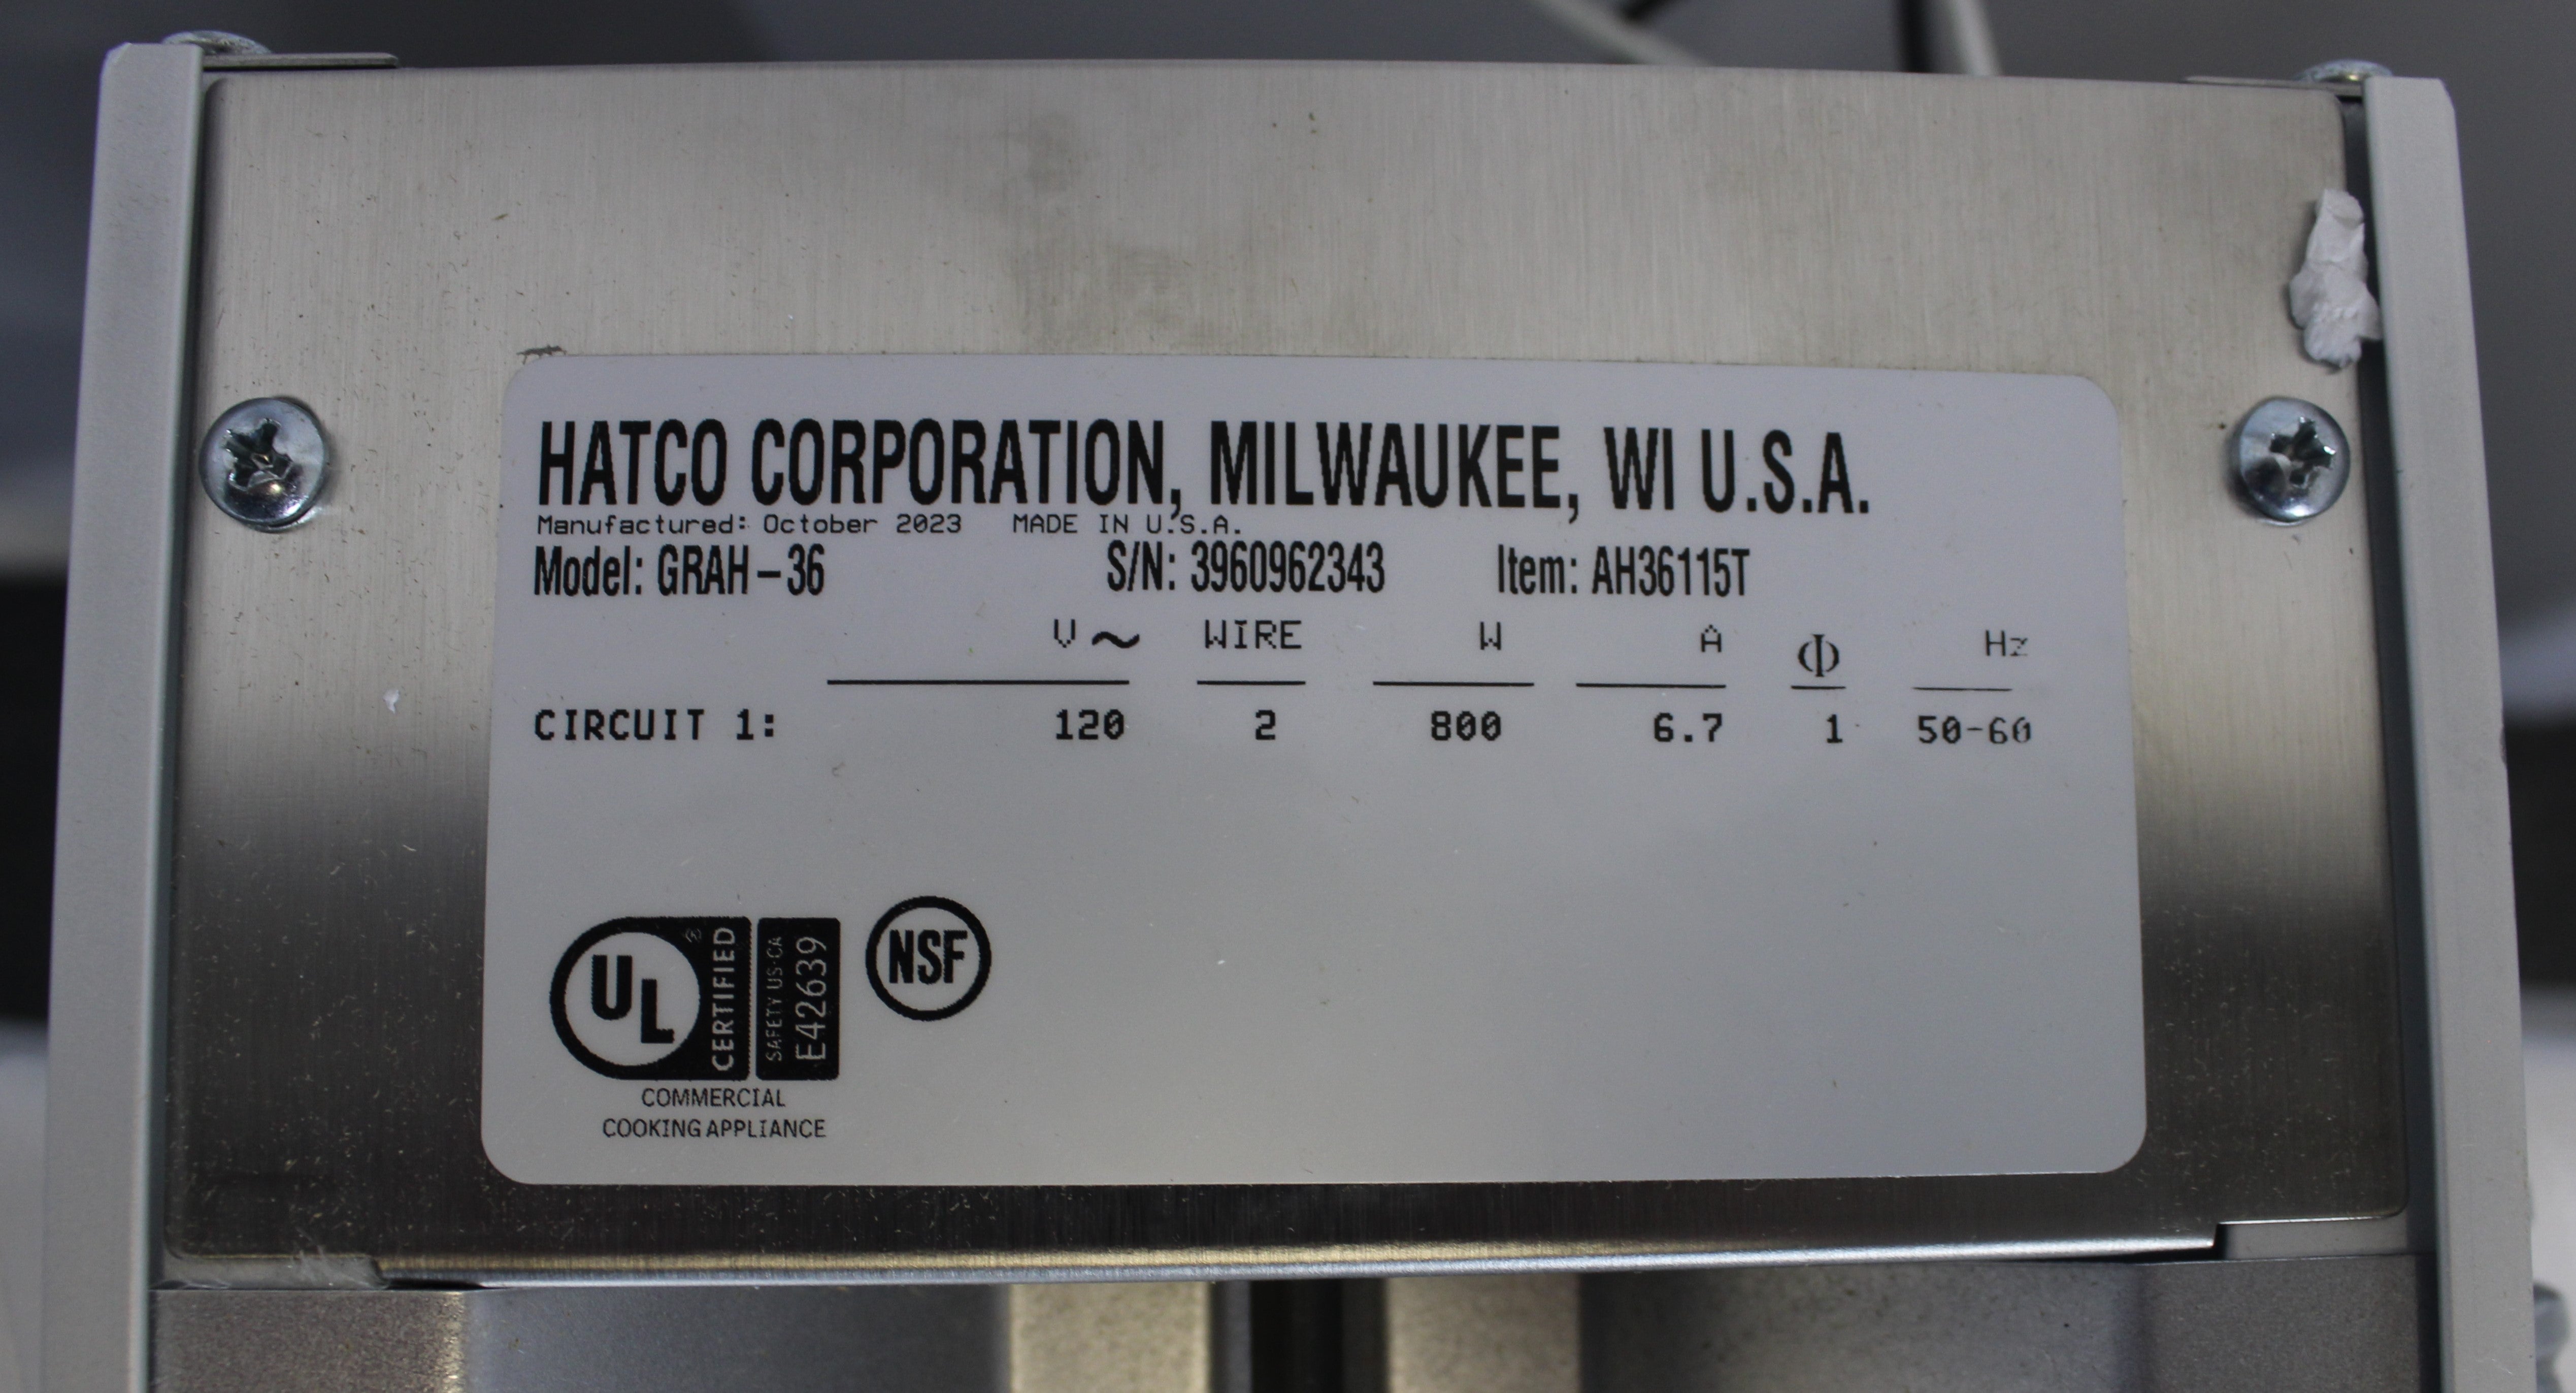 HATCO CORPORATION, MILWAUKEE, WI U.S.A.
Manufactured: October 2023 MADE IN U.S.A.
Model: GRAH-36 S/N: 3960962343 Item: AH36115T
V ~ WIRE W A Φ Hz
CIRCUIT 1: 120 2 800 6.7 1 50-60
UL ® CERTIFIED SAFETY US-CA E42639
NSF
COMMERCIAL
COOKING APPLIANCE